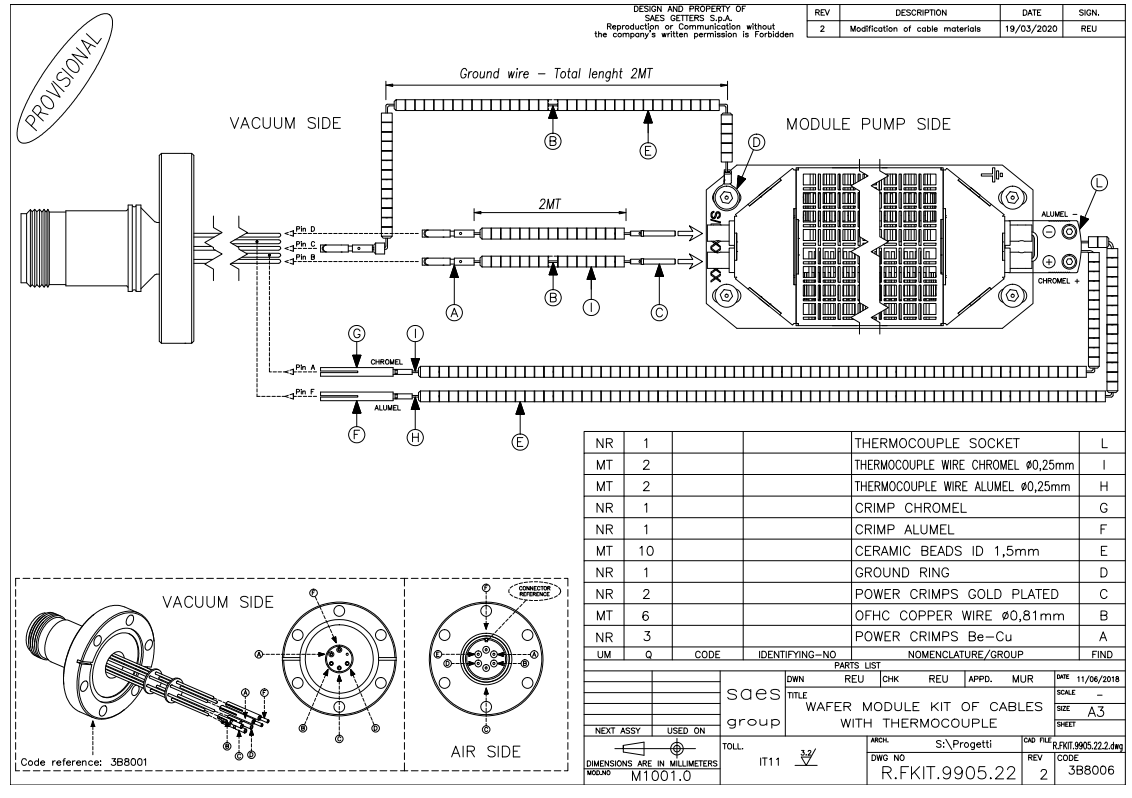 DESIGN AND PROPERTY OF
SAES GETTERS S.p.A.
Reproduction or Communication without
the company's written permission is Forbidden
REV DESCRIPTION DATE SIGN.
2 Modification of cable materials 19/03/2020 REU
PROVISIONAL
Ground wire – Total lenght 2MT
VACUUM SIDE
MODULE PUMP SIDE
B
E
D
L
2MT
Pin D
Pin C
Pin B
A
B
I
C
ALUMEL -
CHROMEL +
G
I
CHROMEL
Pin A
Pin F
ALUMEL
F
H
E
NR 1 THERMOCOUPLE SOCKET L
MT 2 THERMOCOUPLE WIRE CHROMEL ø0,25mm I
MT 2 THERMOCOUPLE WIRE ALUMEL ø0,25mm H
NR 1 CRIMP CHROMEL G
NR 1 CRIMP ALUMEL F
MT 10 CERAMIC BEADS ID 1,5mm E
NR 1 GROUND RING D
NR 2 POWER CRIMPS GOLD PLATED C
MT 6 OFHC COPPER WIRE ø0,81mm B
NR 3 POWER CRIMPS Be-Cu A
UM Q CODE IDENTIFYING-NO NOMENCLATURE/GROUP FIND
PARTS LIST
VACUUM SIDE
F
A
B
C
D
A
F
B
C
D
Code reference: 3B8001
CONNECTOR
REFERENCE
F
E
A
D
B
C
AIR SIDE
saes
group
DWN REU CHK REU APPD. MUR DATE 11/06/2018
TITLE
WAFER MODULE KIT OF CABLES
WITH THERMOCOUPLE
SCALE -
SIZE A3
SHEET
NEXT ASSY USED ON
DIMENSIONS ARE IN MILLIMETERS
MOD.NO M1001.0
TOLL.
IT11 3.2/
ARCH. S:\Progetti
CAD FILE R.FKIT.9905.22.2.dwg
DWG NO R.FKIT.9905.22
REV 2
CODE 3B8006